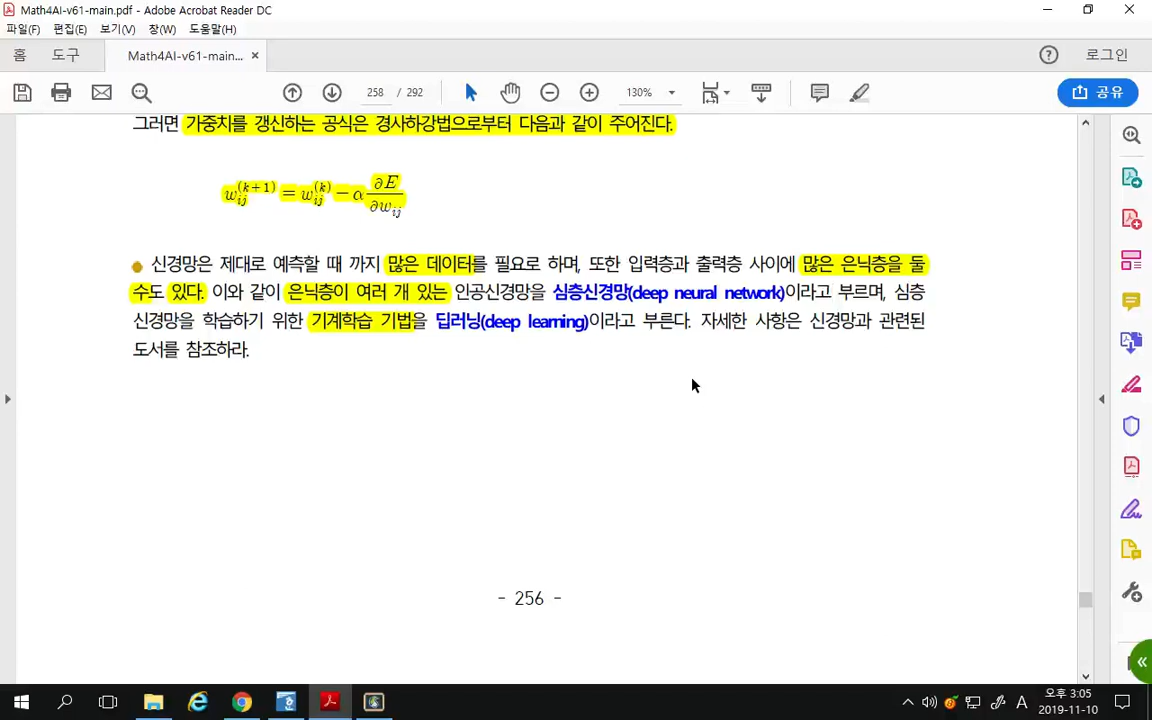 Math4AI-v61-main.pdf - Adobe Acrobat Reader DC
파일(F) 편집(E) 보기(V) 창(W) 도움말(H)
홈 도구 Math4AI-v61-main... × 로그인
258 / 292 130% 공유
그러면 가중치를 갱신하는 공식은 경사하강법으로부터 다음과 같이 주어진다.
w_{ij}^{(k+1)} = w_{ij}^{(k)} − α ∂E/∂w_{ij}
신경망은 제대로 예측할 때 까지 많은 데이터를 필요로 하며, 또한 입력층과 출력층 사이에 많은 은닉층을 둘
수도 있다. 이와 같이 은닉층이 여러 개 있는 인공신경망을 심층신경망(deep neural network)이라고 부르며, 심층
신경망을 학습하기 위한 기계학습 기법을 딥러닝(deep learning)이라고 부른다. 자세한 사항은 신경망과 관련된
도서를 참조하라.
- 256 -
A 오후 3:05
2019-11-10